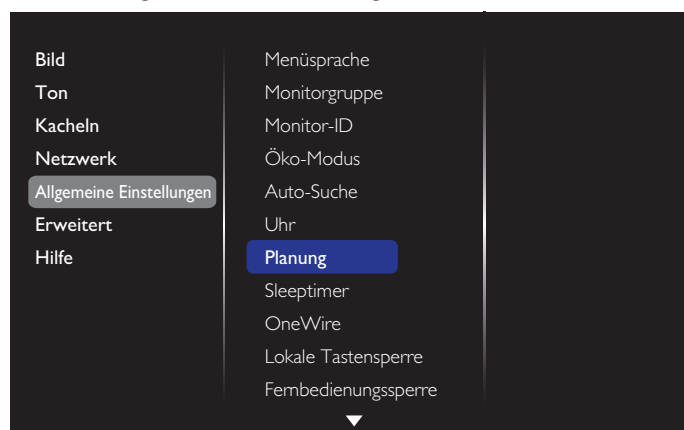 Bild
Ton
Kacheln
Netzwerk
Allgemeine Einstellungen
Erweitert
Hilfe
Menüsprache
Monitorgruppe
Monitor-ID
Öko-Modus
Auto-Suche
Uhr
Planung
Sleeptimer
OneWire
Lokale Tastensperre
Fernbedienungssperre